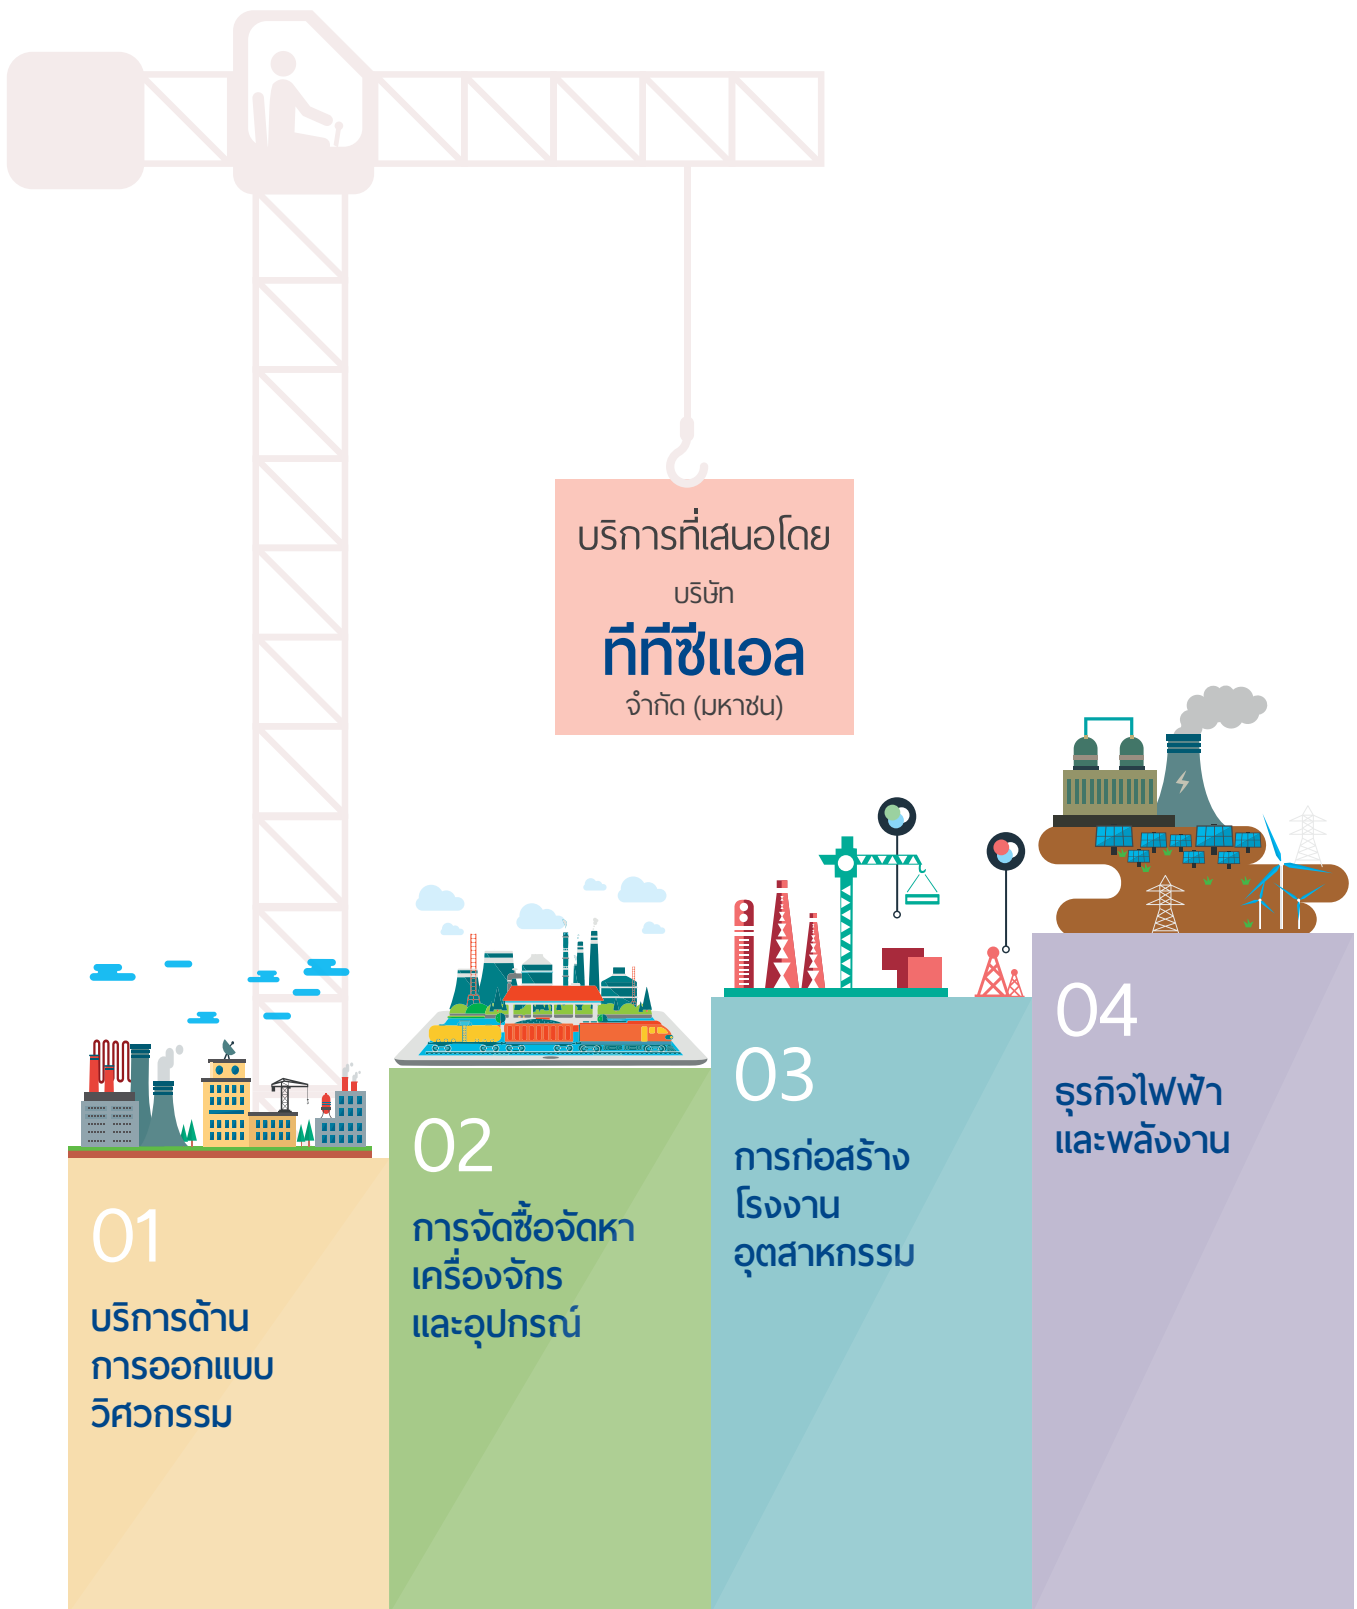 บริการที่เสนอโดย
บริษัท
ทีทีซีแอล
จำกัด (มหาชน)
01
บริการด้าน
การออกแบบ
วิศวกรรม
02
การจัดซื้อจัดหา
เครื่องจักร
และอุปกรณ์
03
การก่อสร้าง
โรงงาน
อุตสาหกรรม
04
ธุรกิจไฟฟ้า
และพลังงาน